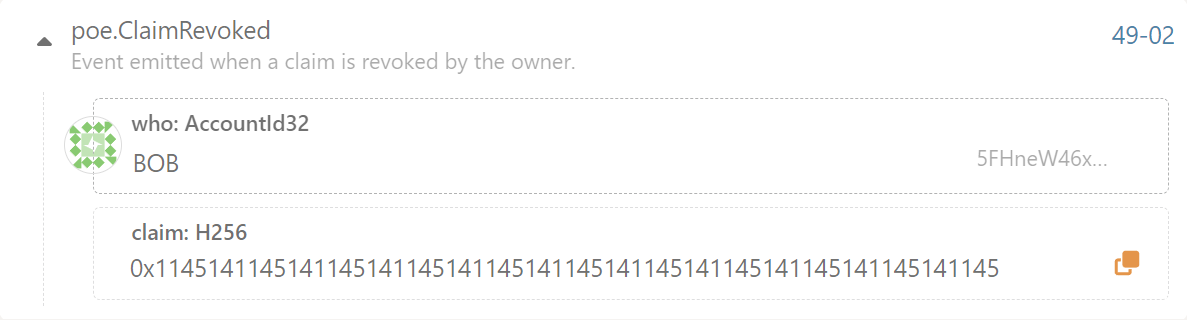 poe.ClaimRevoked
49-02
Event emitted when a claim is revoked by the owner.
who: AccountId32
BOB
5FHneW46x...
claim: H256
0x1145141145141145141145141145141145141145141145141145141145141145